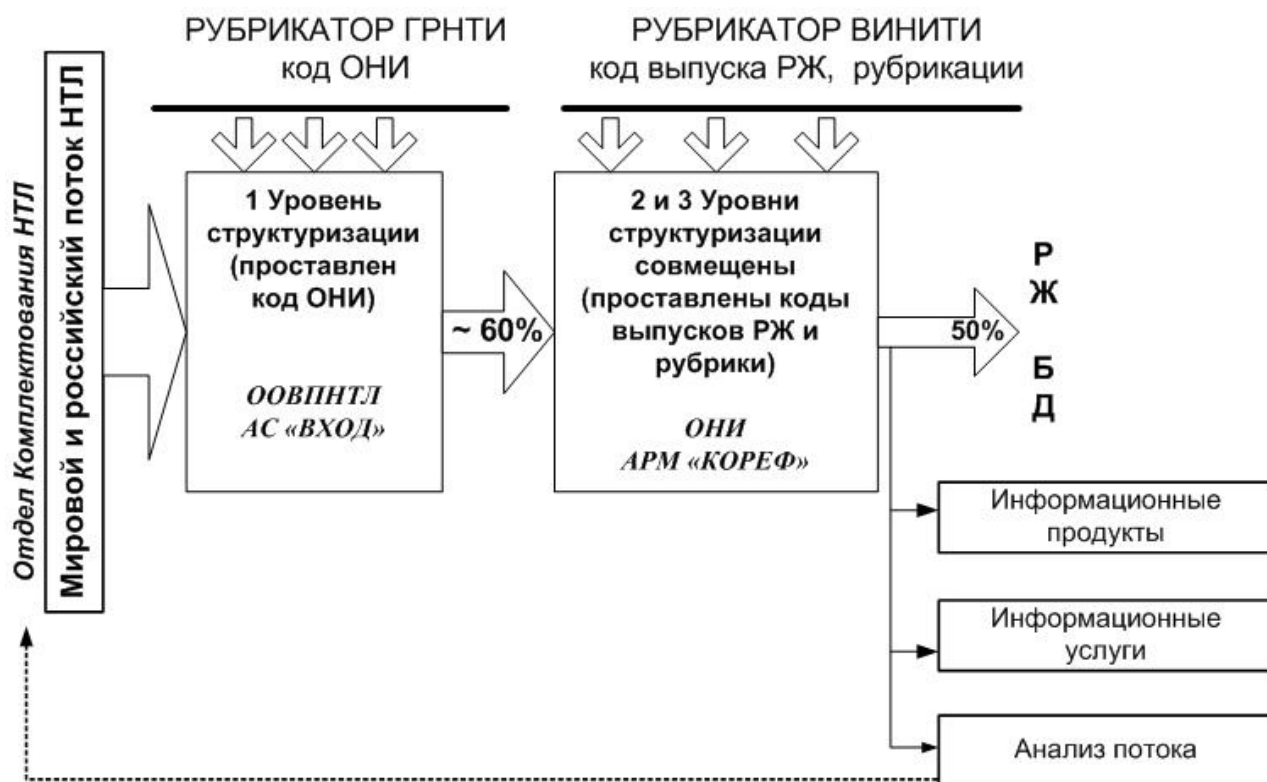 РУБРИКАТОР ГРНТИ
код ОНИ
РУБРИКАТОР ВИНИТИ
код выпуска РЖ, рубрикации
Отдел Комплектования НТЛ
Мировой и российский поток НТЛ
1 Уровень
структуризации
(проставлен
код ОНИ)
ООВПНТЛ
АС «ВХОД»
~ 60%
2 и 3 Уровни
структуризации
совмещены
(проставлены коды
выпусков РЖ и
рубрики)
ОНИ
АРМ «КОРЕФ»
50%
Р
Ж
Б
Д
Информационные
продукты
Информационные
услуги
Анализ потока